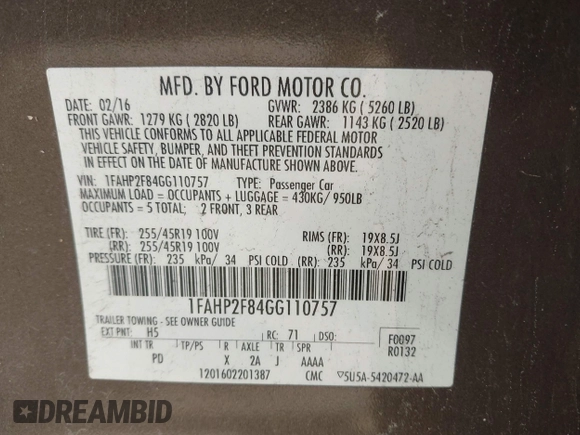 MFD. BY FORD MOTOR CO.
DATE: 02/16 GVWR: 2386 KG ( 5260 LB)
FRONT GAWR: 1279 KG ( 2820 LB) REAR GAWR: 1143 KG ( 2520 LB)
THIS VEHICLE CONFORMS TO ALL APPLICABLE FEDERAL MOTOR
VEHICLE SAFETY, BUMPER, AND THEFT PREVENTION STANDARDS
IN EFFECT ON THE DATE OF MANUFACTURE SHOWN ABOVE.
VIN: 1FAHP2F84GG110757 TYPE: Passenger Car
MAXIMUM LOAD = OCCUPANTS + LUGGAGE = 430KG/ 950LB
OCCUPANTS = 5 TOTAL: 2 FRONT, 3 REAR
TIRE (FR): 255/45R19 100V RIMS (FR): 19X8.5J
(RR): 255/45R19 100V (RR): 19X8.5J
PRESSURE (FR): 235 kPa/ 34 PSI COLD (RR): 235 kPa/ 34 PSI COLD
1FAHP2F84GG110757
TRAILER TOWING - SEE OWNER GUIDE
EXT PNT: H5 RC: 71 DSO: F0097
INT TR TP/PS R AXLE TR SPR R0132
PD X 2A J AAAA
1201602201387 CMC ▽5U5A-5420472-AA
DREAMBID